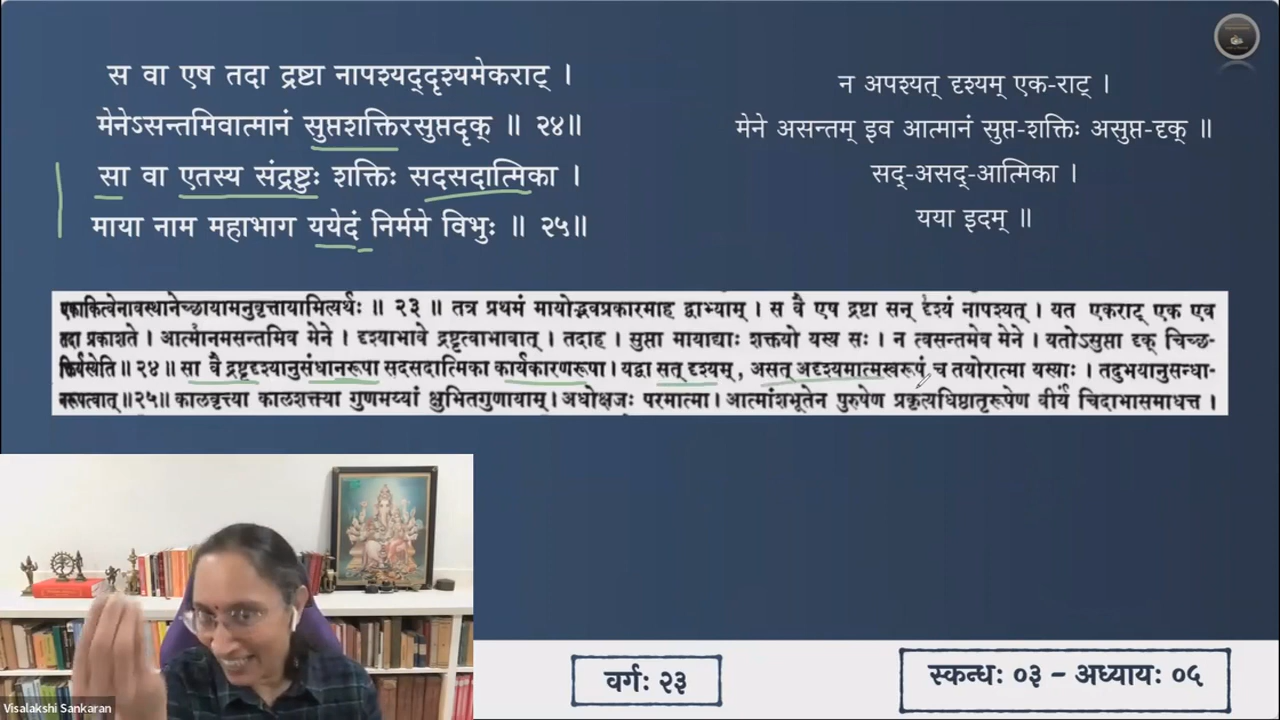 स वा एष तदा द्रष्टा नापश्यद्दृश्यमेकराट् ।
मेनेऽसन्तमिवात्मानं सुप्तशक्तिरसुप्तदृक् ॥ २४॥
सा वा एतस्य संद्रष्टुः शक्तिः सदसदात्मिका ।
माया नाम महाभाग ययेदं निर्ममे विभुः ॥ २५॥
न अपश्यत् दृश्यम् एक-राट् ।
मेने असन्तम् इव आत्मानं सुप्त-शक्तिः असुप्त-दृक् ॥
सद्-असद्-आत्मिका ।
यया इदम् ॥
एकाकित्वेनावस्थानेच्छायामनुवृत्तायामित्यर्थः ॥ २३ ॥ तत्र प्रथमं मायोद्भवप्रकारमाह द्वाभ्याम् । स वै एष द्रष्टा सन् दृश्यं नापश्यत् । यत एकराट् एक एव
तदा प्रकाशते । आत्मानमसन्तमिव मेने । दृश्याभावे द्रष्टृत्वाभावात् । तदाह । सुप्ता मायाद्याः शक्तयो यस्य सः । न त्वसन्तमेव मेने । यतोऽसुप्ता दृक् चिच्छ-
क्तिर्यस्येति ॥ २४ ॥ सा वै द्रष्टृदृश्यानुसंधानरूपा सदसदात्मिका कार्यकारणरूपा । यद्वा सत् दृश्यम् , असत् अदृश्यमात्मस्वरूपं च तयोरात्मा यस्याः । तदुभयानुसन्धा-
नरूपत्वात् ॥ २५ ॥ कालवृत्त्या कालशक्त्या गुणमय्यां क्षुभितगुणायाम् । अधोक्षजः परमात्मा । आत्मांशभूतेन पुरुषेण प्रकृत्यधिष्ठातृरूपेण वीर्यं चिदाभासमाधत्त ।
Visalakshi Sankaran
वर्गः २३
स्कन्धः ०३ – अध्यायः ०५